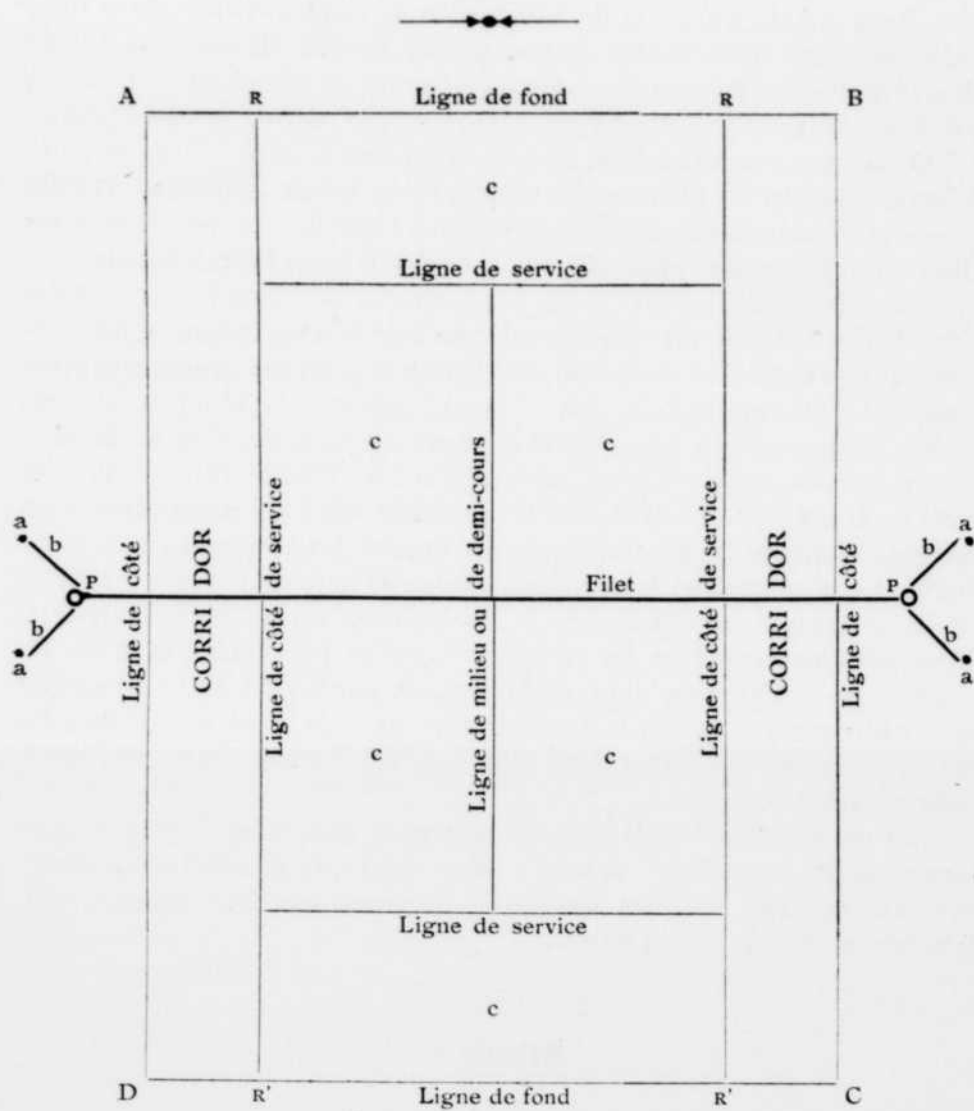 A R Ligne de fond R B
c
Ligne de service
c c
a b b a
P Filet P
b b
a a
Ligne de côté
CORRI DOR
Ligne de côté de service
Ligne de milieu ou de demi-cours
Ligne de côté de service
CORRI DOR
Ligne de côté
c c
Ligne de service
c
D R' Ligne de fond R' C